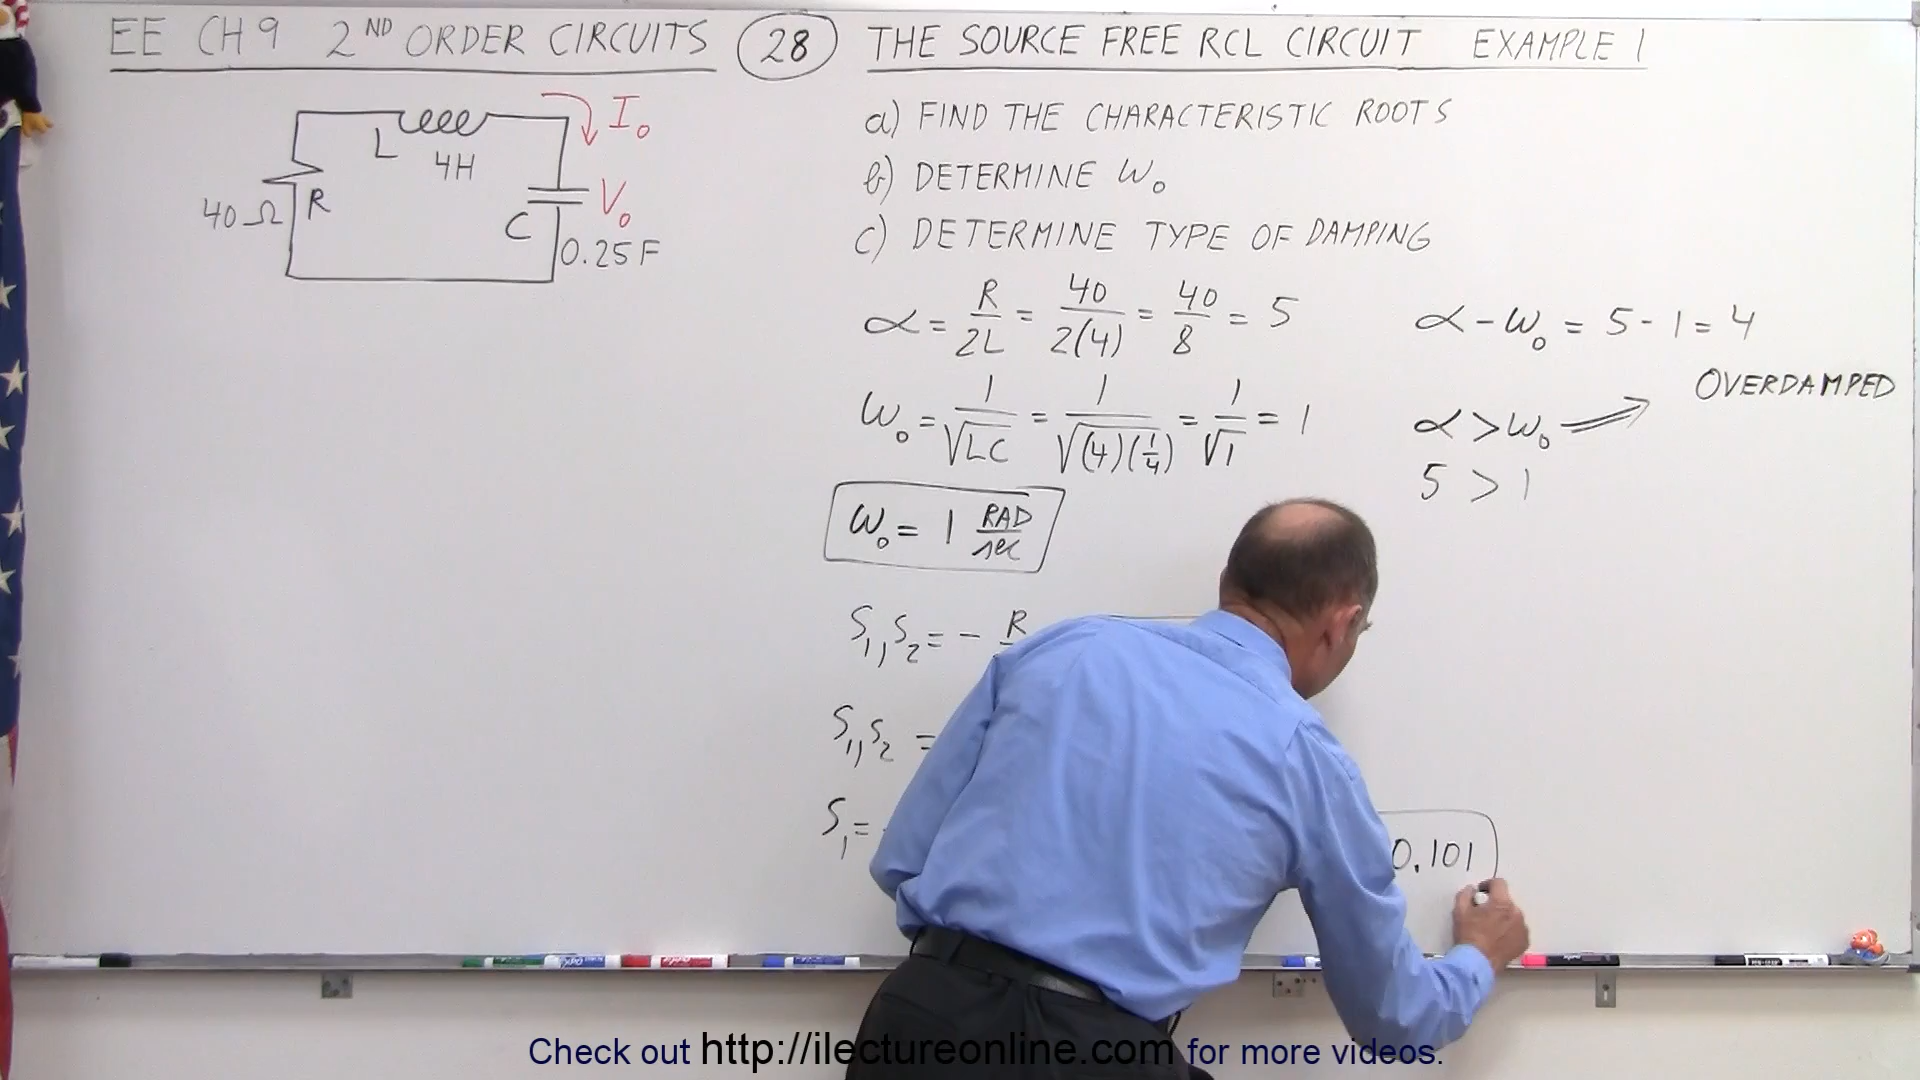 EE CH 9 2ND ORDER CIRCUITS 28 THE SOURCE FREE RCL CIRCUIT EXAMPLE 1
I₀
L
4H
40 Ω
R
V₀
C
0.25 F
a) FIND THE CHARACTERISTIC ROOTS
b) DETERMINE ω₀
c) DETERMINE TYPE OF DAMPING
α = R/2L = 40/2(4) = 40/8 = 5
ω₀ = 1/√LC = 1/√(4)(1/4) = 1/√1 = 1
ω₀ = 1 RAD/sec
S₁, S₂ = - R
S₁, S₂ =
S₁ =
0.101
α - ω₀ = 5 - 1 = 4
OVERDAMPED
α > ω₀ ⇒
5 > 1
Check out http://ilectureonline.com for more videos.